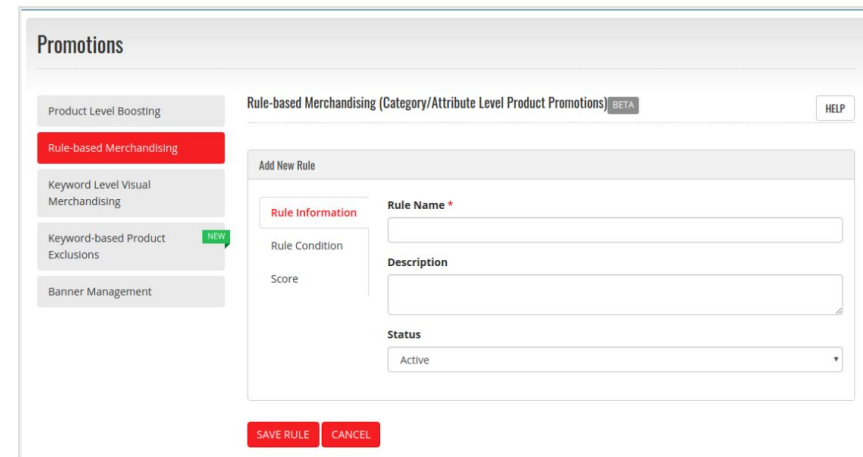 Promotions
Product Level Boosting
Rule-based Merchandising
Keyword Level Visual
Merchandising
Keyword-based Product
Exclusions
NEW
Banner Management
Rule-based Merchandising (Category/Attribute Level Product Promotions) BETA
HELP
Add New Rule
Rule Information
Rule Condition
Score
Rule Name *
Description
Status
Active
SAVE RULE
CANCEL